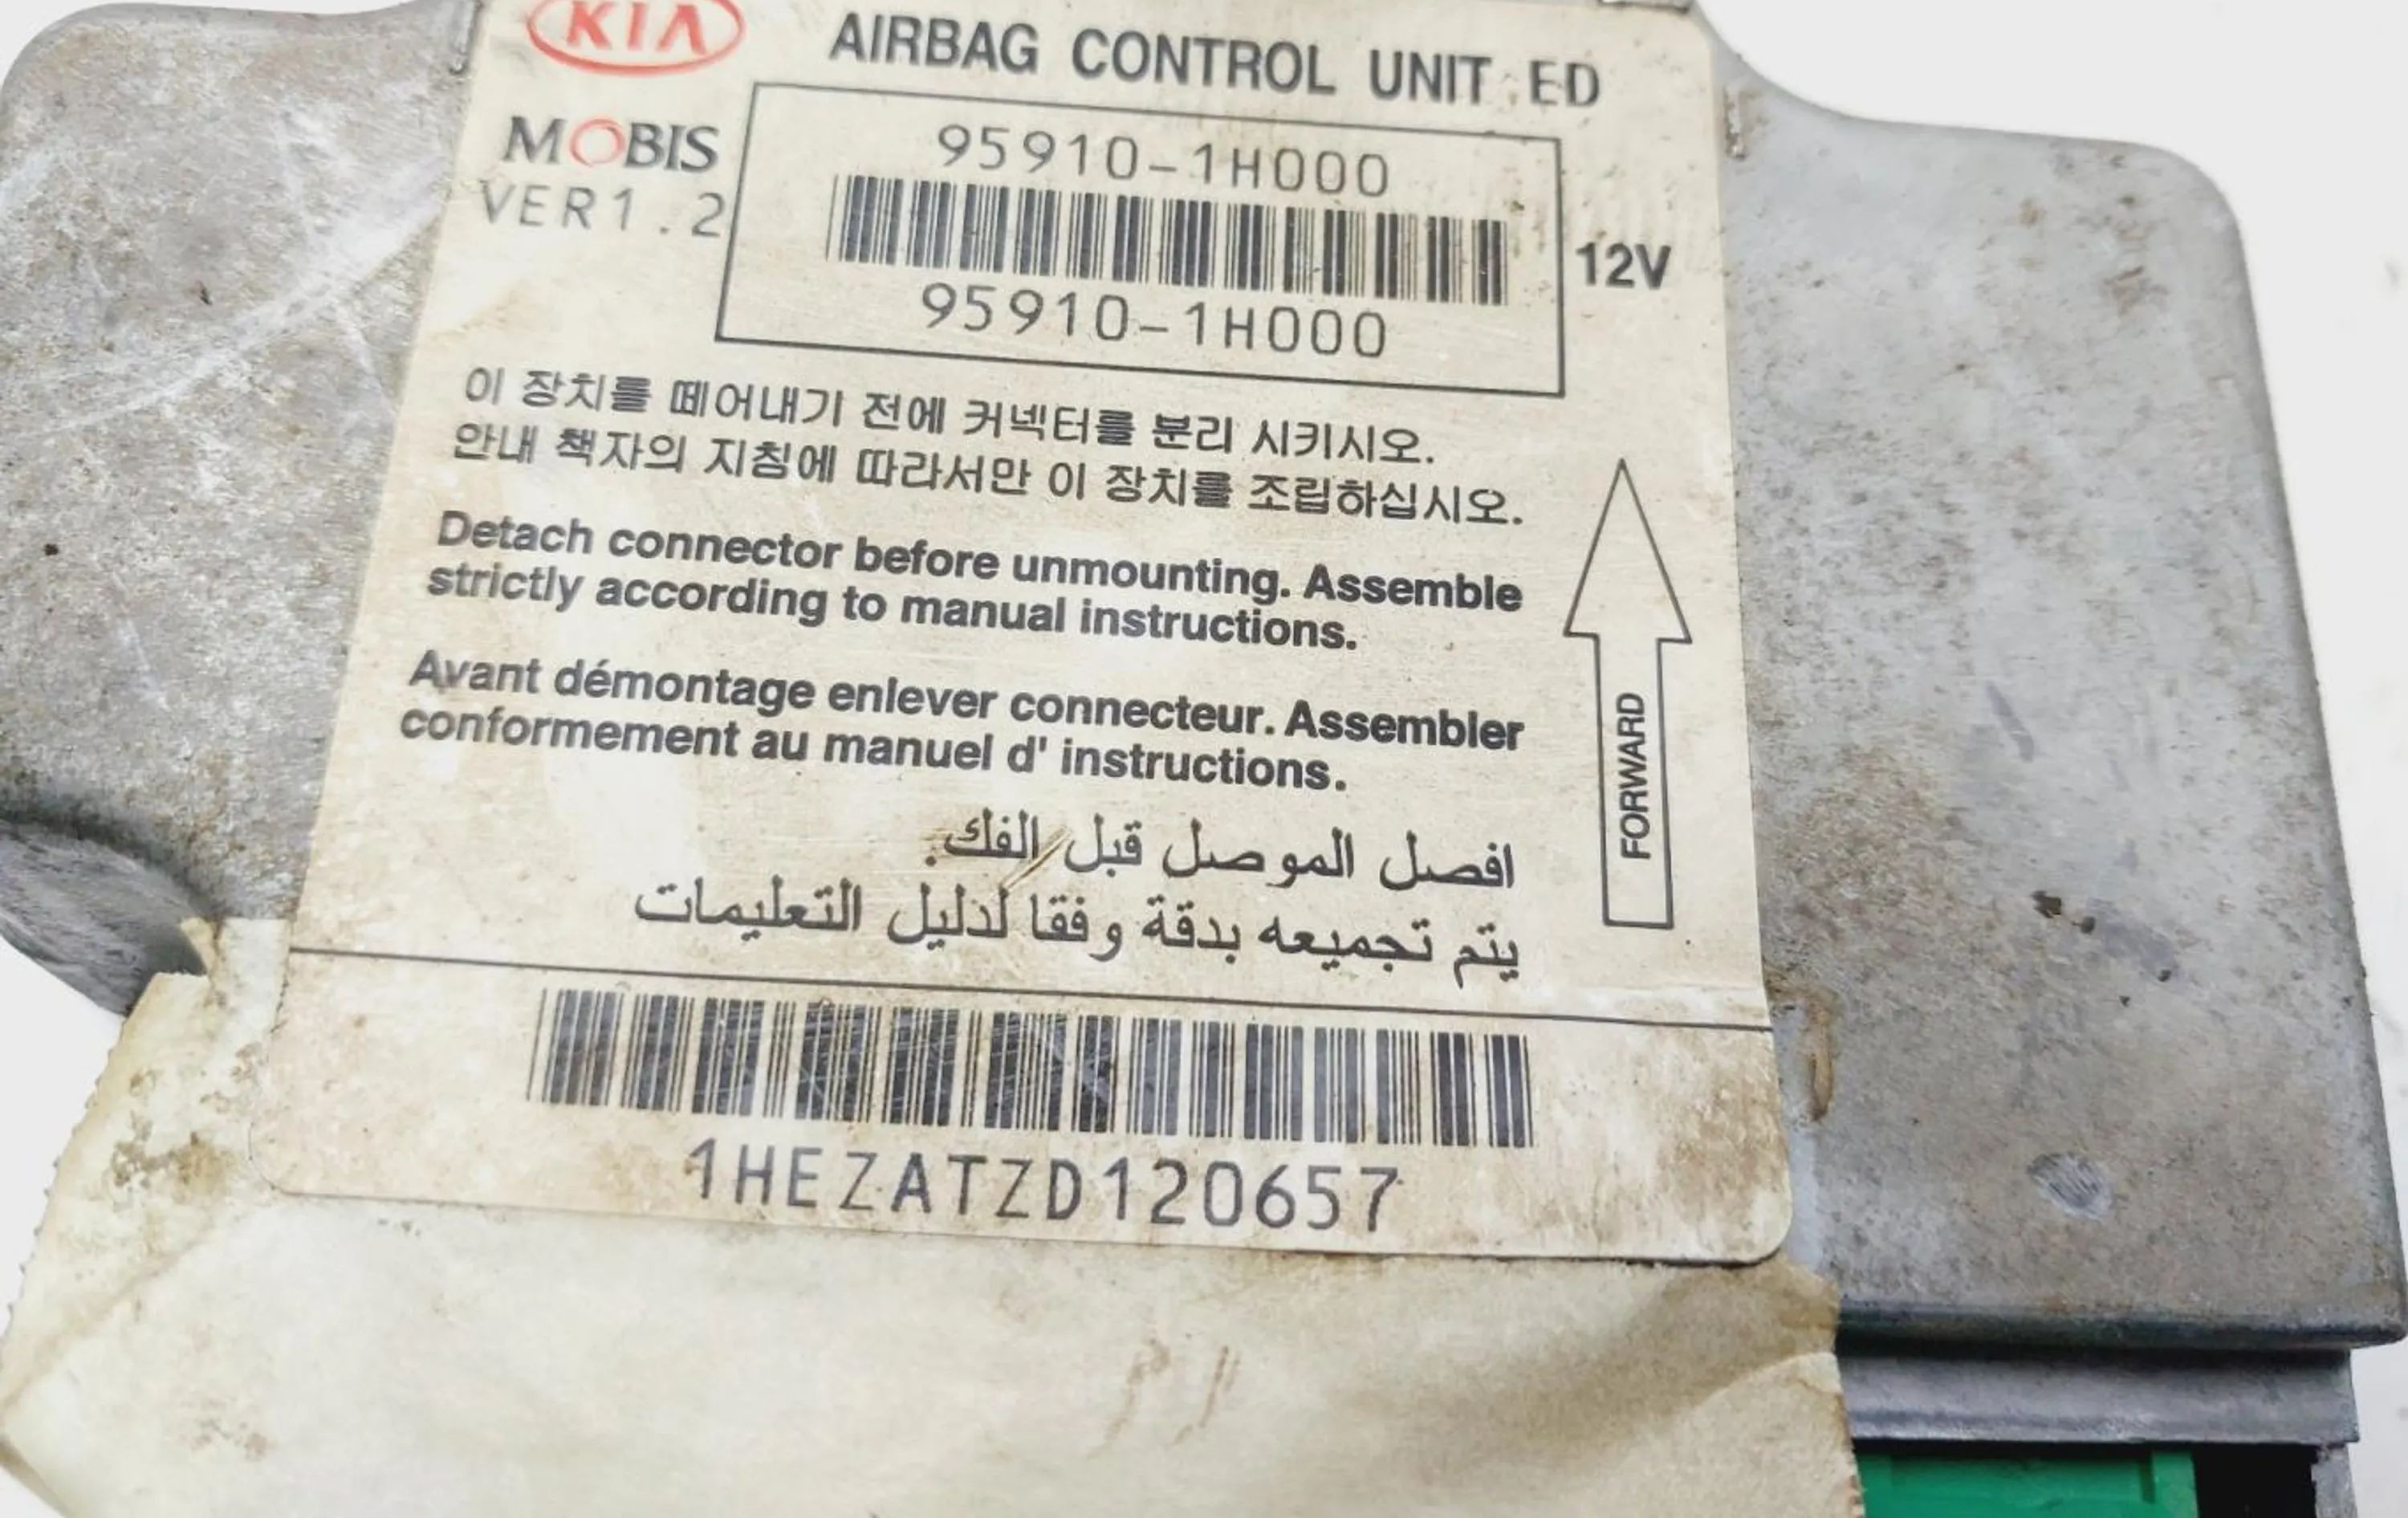 KIA
AIRBAG CONTROL UNIT ED
MOBIS
VER1.2
95910-1H000
95910-1H000
12V
이 장치를 떼어내기 전에 커넥터를 분리 시키시오.
안내 책자의 지침에 따라서만 이 장치를 조립하십시오.
Detach connector before unmounting. Assemble
strictly according to manual instructions.
Avant démontage enlever connecteur. Assembler
conformement au manuel d' instructions.
افصل الموصل قبل الفك.
يتم تجميعه بدقة وفقا لدليل التعليمات
FORWARD
1HEZATZD120657